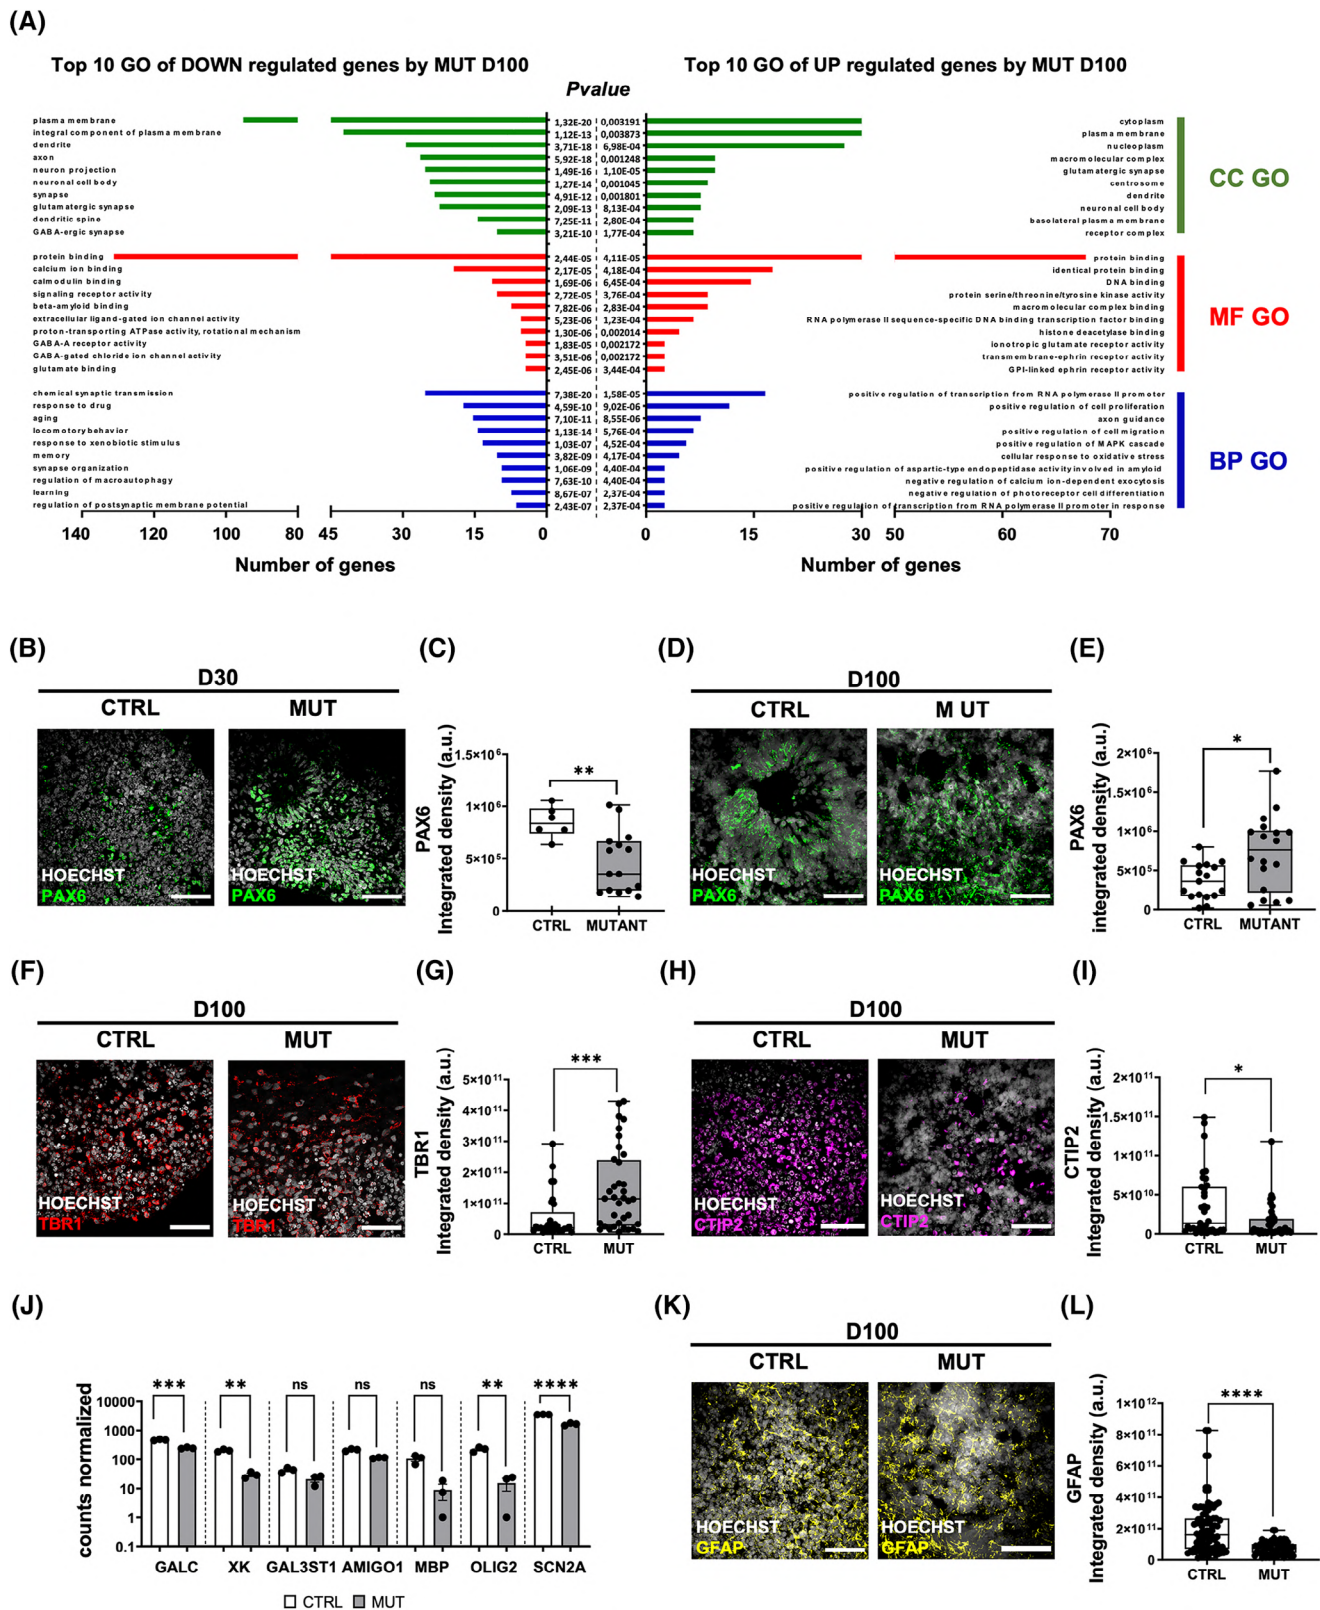 (A)
Top 10 GO of DOWN regulated genes by MUT D100
Top 10 GO of UP regulated genes by MUT D100
Pvalue
plasma membrane 1,32E-20 0,003191 cytoplasm
integral component of plasma membrane 1,12E-13 0,003873 plasma membrane
dendrite 3,71E-18 6,98E-04 nucleoplasm
axon 5,92E-18 0,001248 macromolecular complex
neuron projection 1,49E-16 1,10E-05 glutamatergic synapse
neuronal cell body 1,27E-14 0,001045 centrosome
synapse 4,91E-12 0,001801 dendrite
glutamatergic synapse 2,09E-13 8,13E-04 neuronal cell body
dendritic spine 7,25E-11 2,80E-04 basolateral plasma membrane
GABA-ergic synapse 3,21E-10 1,77E-04 receptor complex
CC GO
protein binding 2,44E-05 4,11E-05 protein binding
calcium ion binding 2,17E-05 4,18E-04 identical protein binding
calmodulin binding 1,69E-06 6,45E-04 DNA binding
signaling receptor activity 2,72E-05 3,76E-04 protein serine/threonine/tyrosine kinase activity
beta-amyloid binding 7,82E-06 2,83E-04 macromolecular complex binding
extracellular ligand-gated ion channel activity 5,23E-06 1,23E-04 RNA polymerase II sequence-specific DNA binding transcription factor binding
proton-transporting ATPase activity, rotational mechanism 1,30E-06 0,002014 histone deacetylase binding
GABA-A receptor activity 1,83E-05 0,002172 ionotropic glutamate receptor activity
GABA-gated chloride ion channel activity 3,51E-06 0,002172 transmembrane-ephrin receptor activity
glutamate binding 2,45E-06 3,44E-04 GPI-linked ephrin receptor activity
MF GO
chemical synaptic transmission 7,38E-20 1,58E-05 positive regulation of transcription from RNA polymerase II promoter
response to drug 4,59E-10 9,02E-06 positive regulation of cell proliferation
aging 7,10E-11 8,55E-06 axon guidance
locomotory behavior 1,13E-14 5,76E-04 positive regulation of cell migration
response to xenobiotic stimulus 1,03E-07 4,52E-04 positive regulation of MAPK cascade
memory 3,82E-09 4,17E-04 cellular response to oxidative stress
synapse organization 1,06E-09 4,40E-04 positive regulation of aspartic-type endopeptidase activity involved in amyloid
regulation of macroautophagy 7,63E-10 4,40E-04 negative regulation of calcium ion-dependent exocytosis
learning 8,67E-07 2,37E-04 negative regulation of photoreceptor cell differentiation
regulation of postsynaptic membrane potential 2,43E-07 2,37E-04 positive regulation of transcription from RNA polymerase II promoter in response
BP GO
140 120 100 80 45 30 15 0 0 15 30 50 60 70
Number of genes
Number of genes
(B)
D30
CTRL MUT
HOECHST
PAX6
HOECHST
PAX6
(C)
PAX6
Integrated density (a.u.)
1.5×10⁶
1×10⁶
5×10⁵
0
**
CTRL MUTANT
(D)
D100
CTRL M UT
HOECHST
PAX6
HOECHST
PAX6
(E)
PAX6
integrated density (a.u.)
2×10⁶
1.5×10⁶
1×10⁶
5×10⁵
0
*
CTRL MUTANT
(F)
D100
CTRL MUT
HOECHST
TBR1
HOECHST
TBR1
(G)
TBR1
Integrated density (a.u.)
5×10¹¹
4×10¹¹
3×10¹¹
2×10¹¹
1×10¹¹
0
***
CTRL MUT
(H)
D100
CTRL MUT
HOECHST
CTIP2
HOECHST
CTIP2
(I)
CTIP2
Integrated density (a.u.)
2×10¹¹
1.5×10¹¹
1×10¹¹
5×10¹⁰
0
*
CTRL MUT
(J)
counts normalized
10000
1000
100
10
1
0.1
*** ** ns ns ns ** ****
GALC XK GAL3ST1 AMIGO1 MBP OLIG2 SCN2A
CTRL MUT
(K)
D100
CTRL MUT
HOECHST
GFAP
HOECHST
GFAP
(L)
GFAP
Integrated density (a.u.)
1×10¹²
8×10¹¹
6×10¹¹
4×10¹¹
2×10¹¹
0
****
CTRL MUT